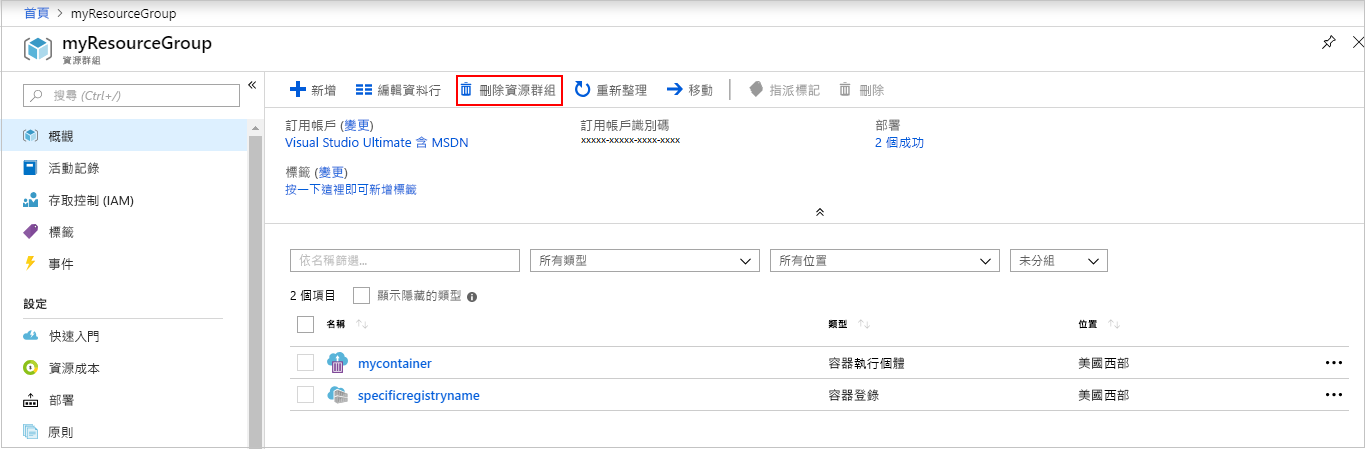 首頁 > myResourceGroup
myResourceGroup
資源群組
搜尋 (Ctrl+/)
概觀
活動記錄
存取控制 (IAM)
標籤
事件
設定
快速入門
資源成本
部署
原則
新增 編輯資料行 刪除資源群組 重新整理 移動 指派標記 刪除
訂用帳戶 (變更) 訂用帳戶識別碼 部署
Visual Studio Ultimate 含 MSDN xxxxx-xxxxx-xxxx-xxxx 2 個成功
標籤 (變更)
按一下這裡即可新增標籤
依名稱篩選... 所有類型 所有位置 未分組
2 個項目 顯示隱藏的類型
名稱 類型 位置
mycontainer 容器執行個體 美國西部
specificregistryname 容器登錄 美國西部